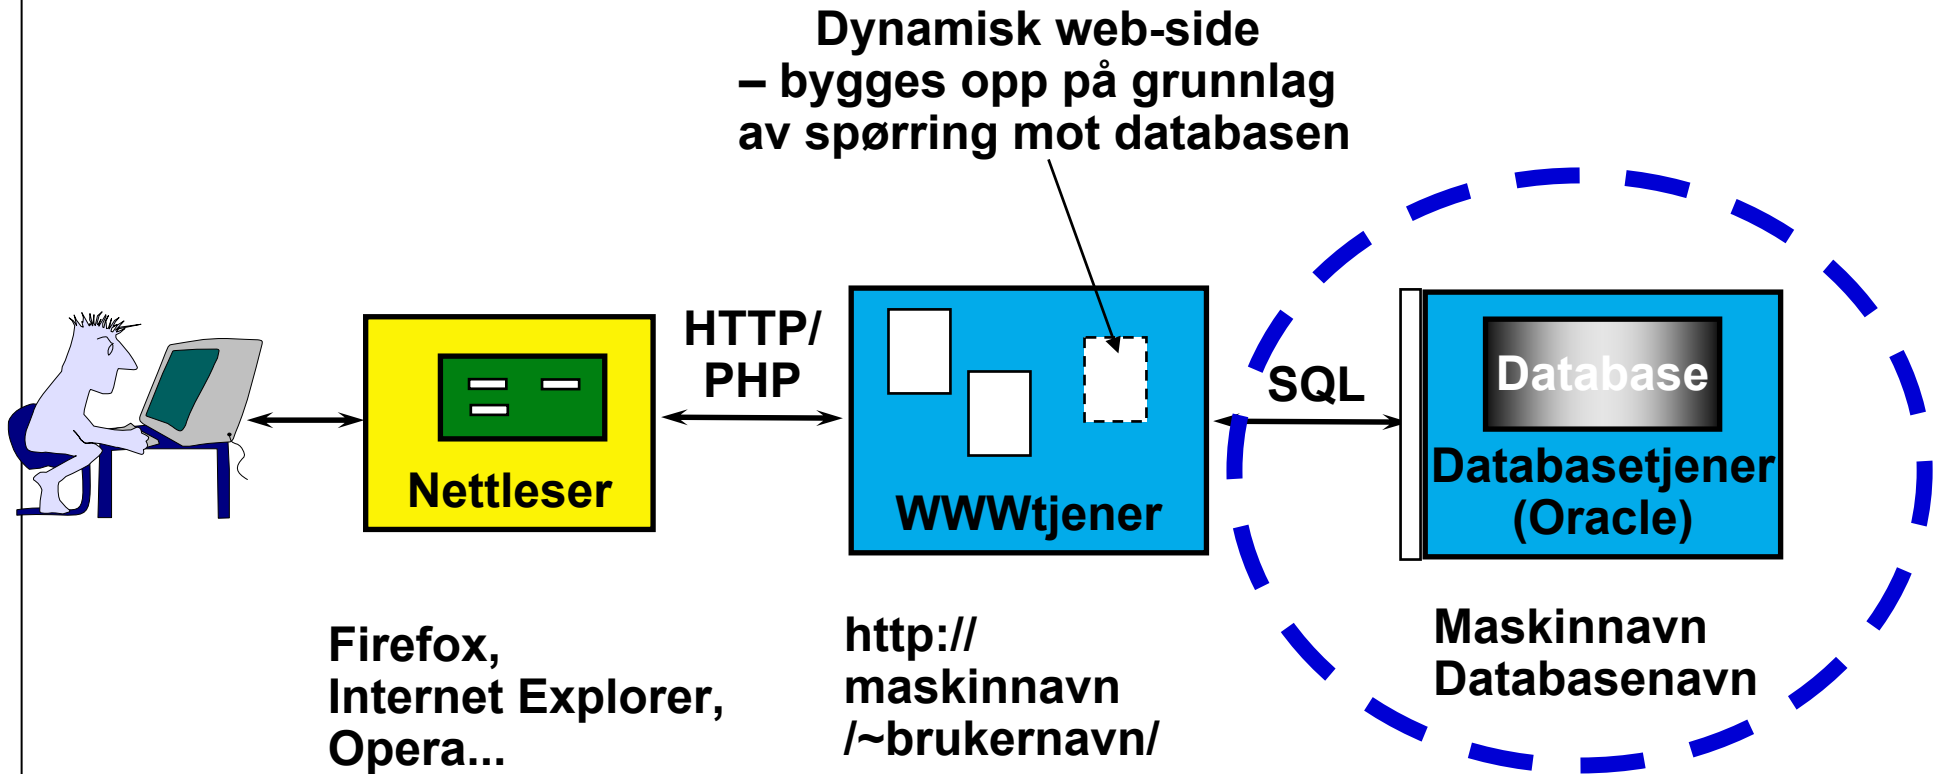 Dynamisk web-side
– bygges opp på grunnlag
av spørring mot databasen
HTTP/
PHP
SQL
Database
Nettleser
WWWtjener
Databasetjener
(Oracle)
Firefox,
Internet Explorer,
Opera...
http://
maskinnavn
/~brukernavn/
Maskinnavn
Databasenavn